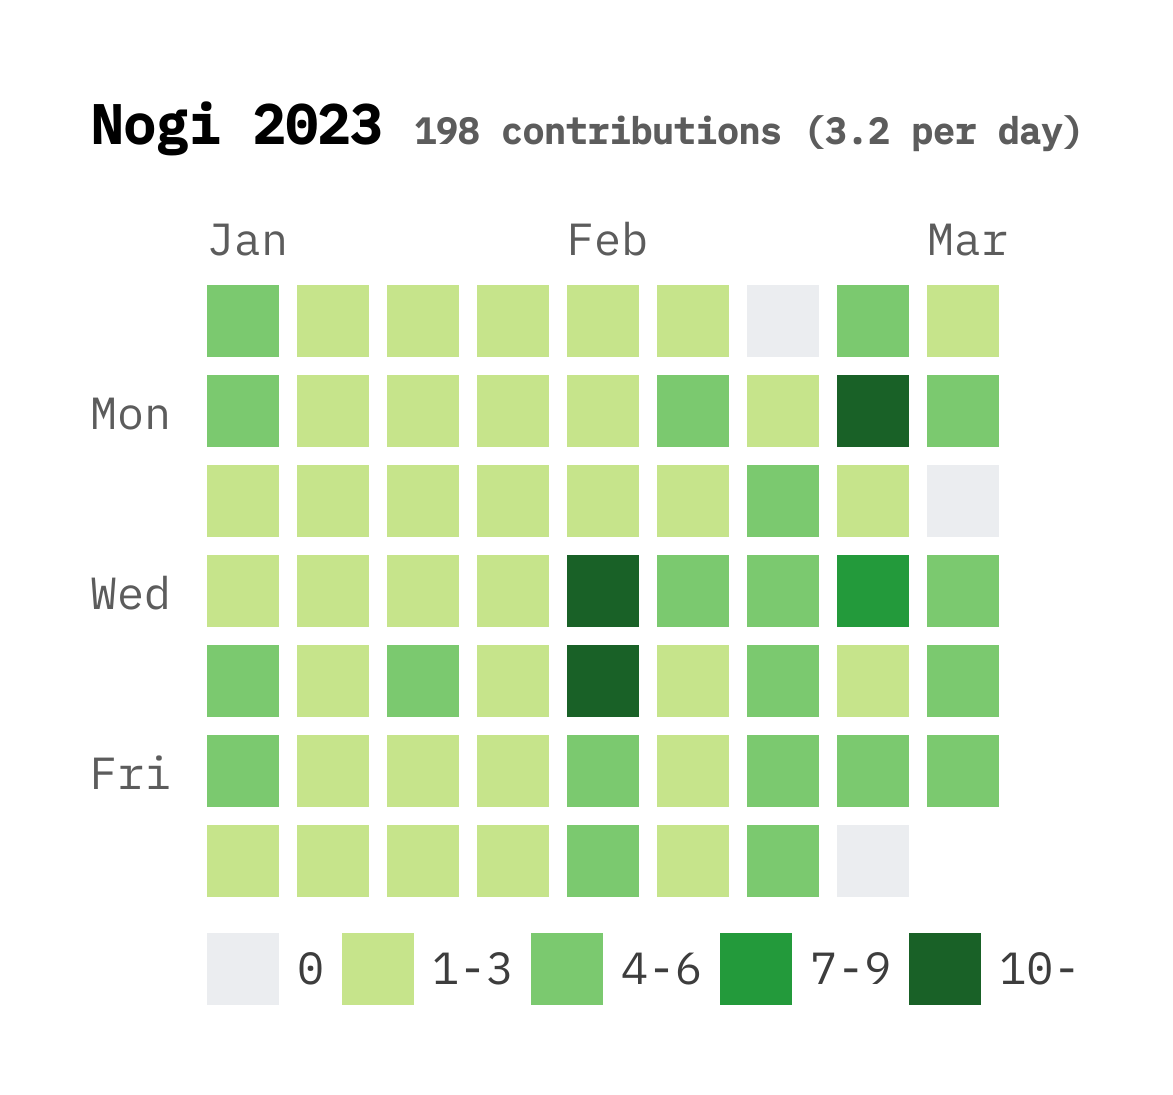 Nogi 2023 198 contributions (3.2 per day)
Jan Feb Mar
Mon
Wed
Fri
0 1-3 4-6 7-9 10-